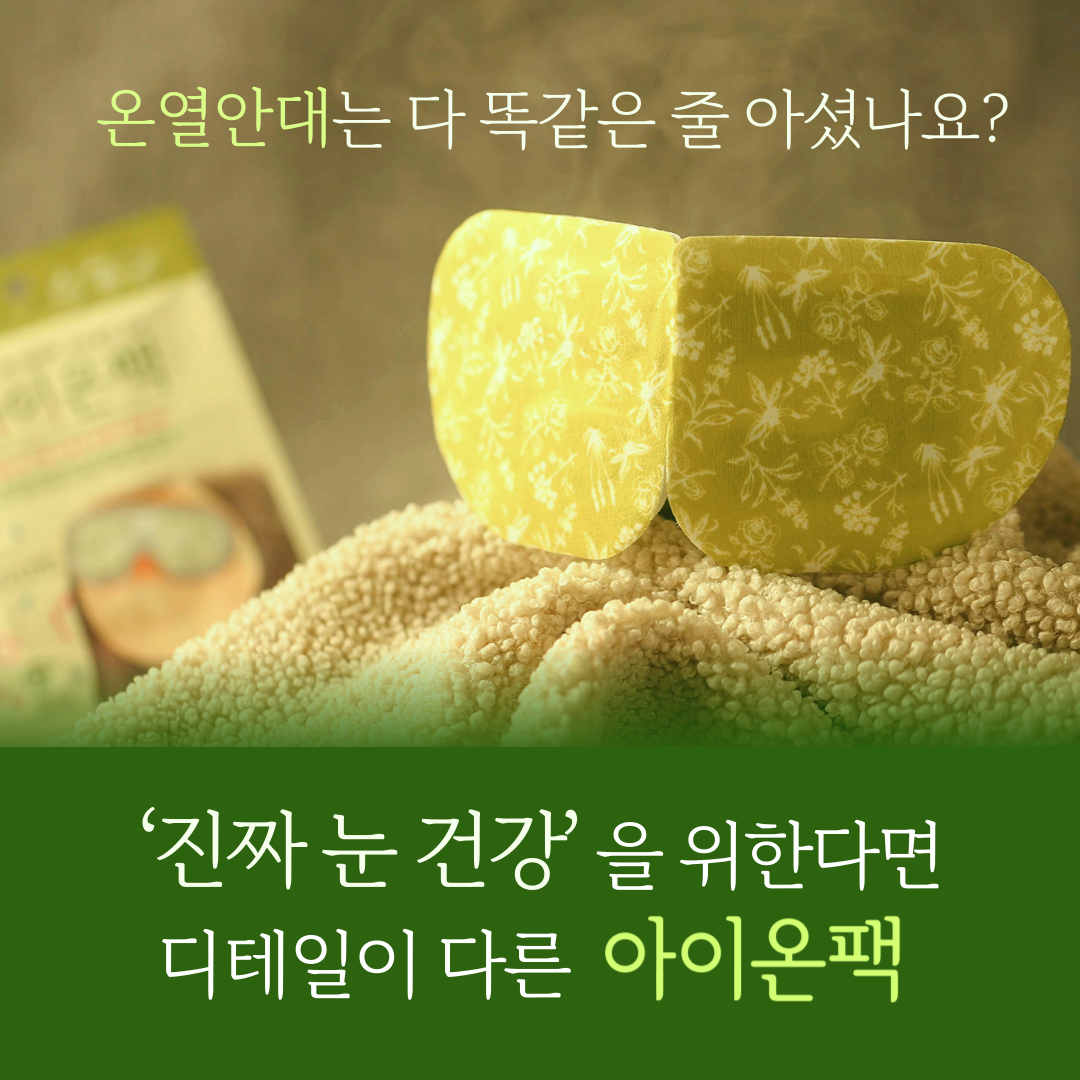 온열안대는 다 똑같은 줄 아셨나요?
‘진짜 눈 건강’ 을 위한다면
디테일이 다른 아이온팩